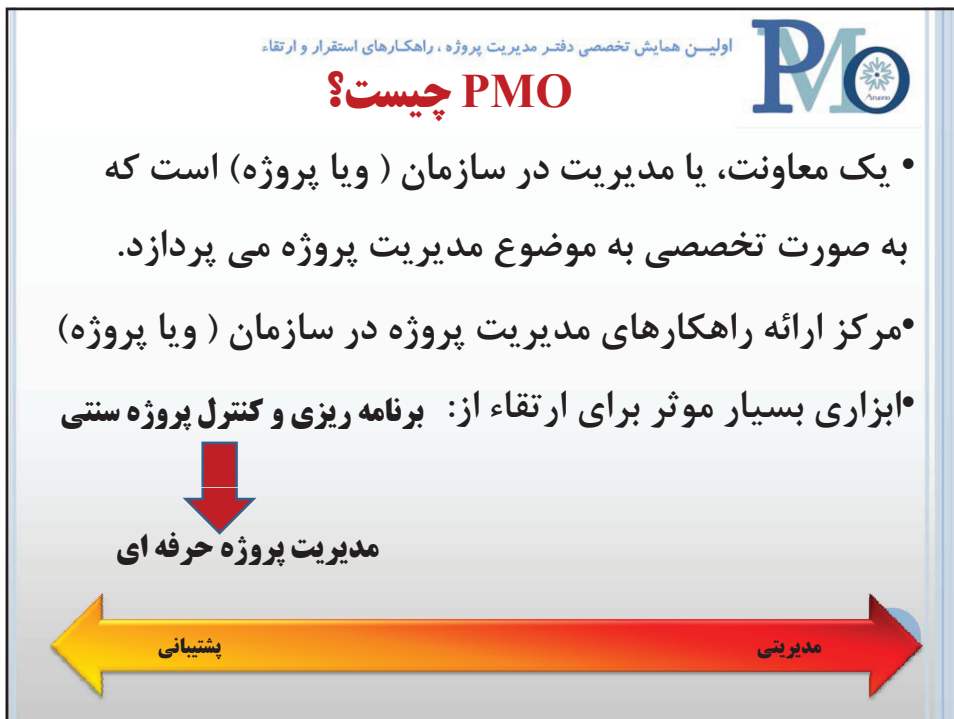 اولیـــن همایش تخصصی دفتـر مدیریت پروژه ، راهکـارهای استقرار و ارتقاء
PMO
PMO چیست؟
• یک معاونت، یا مدیریت در سازمان ( ویا پروژه) است که
به صورت تخصصی به موضوع مدیریت پروژه می پردازد.
•مرکز ارائه راهکارهای مدیریت پروژه در سازمان ( ویا پروژه)
•ابزاری بسیار موثر برای ارتقاء از: برنامه ریزی و کنترل پروژه سنتی
مدیریت پروژه حرفه ای
مدیریتی
پشتیبانی